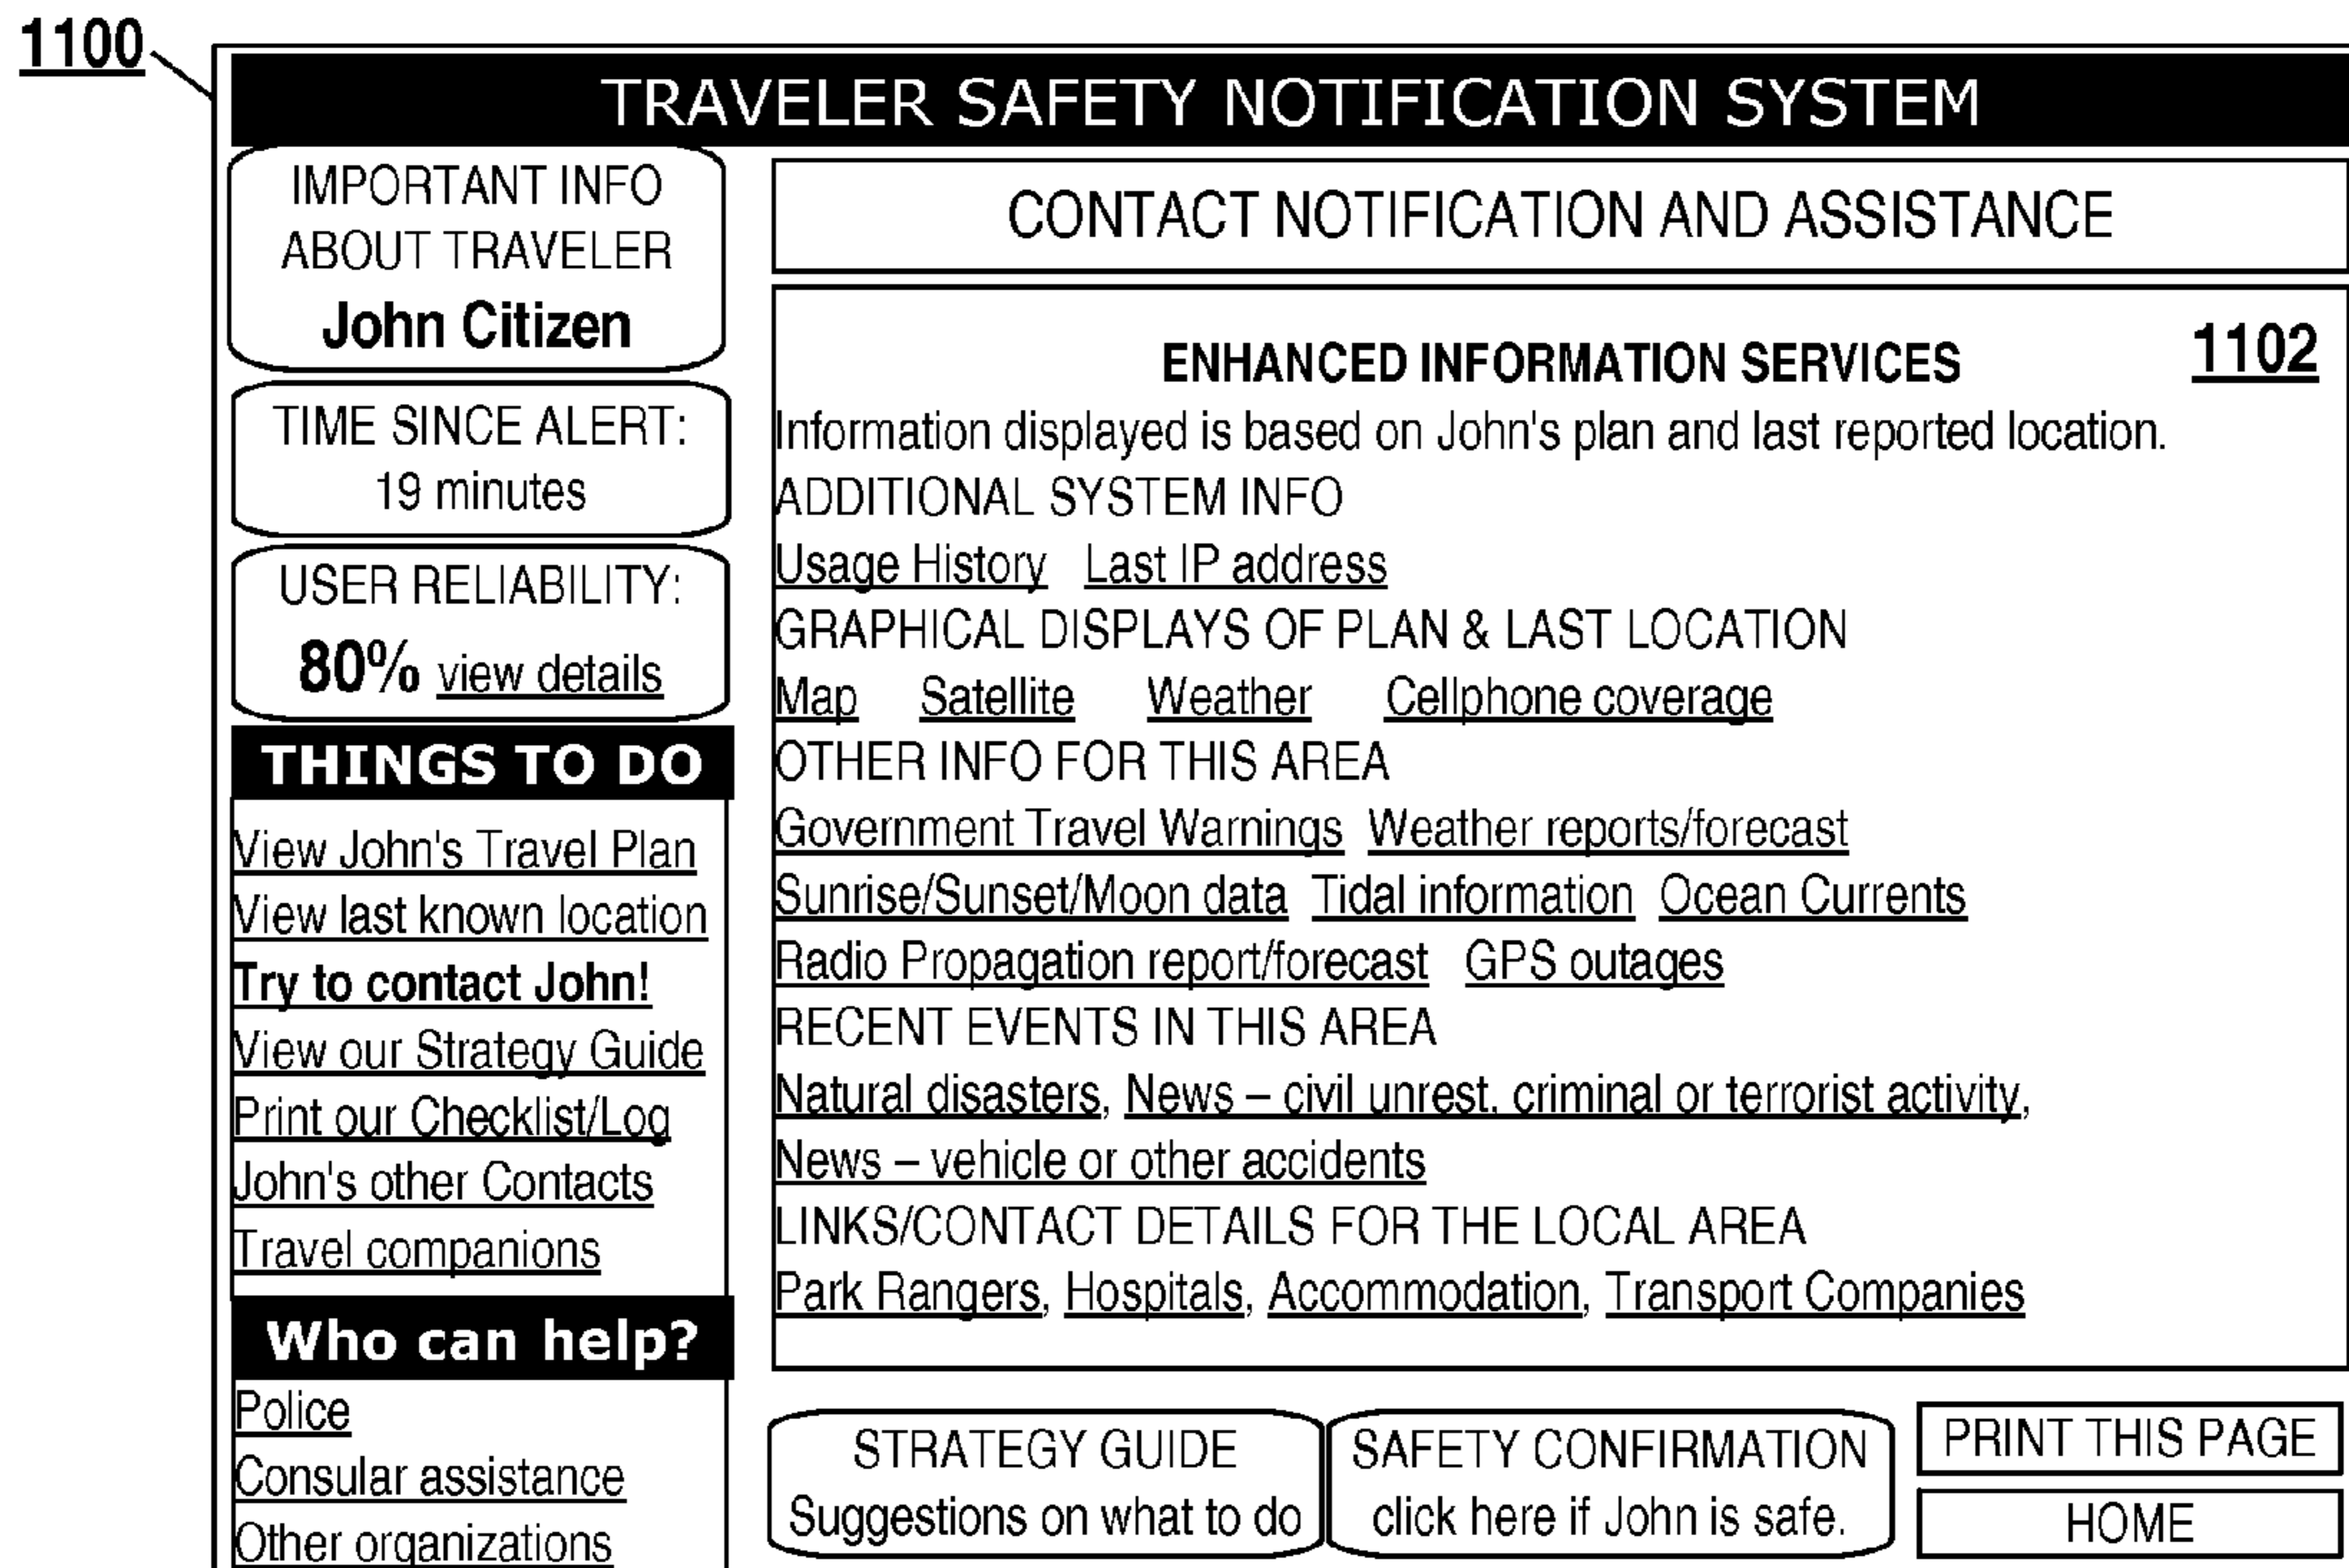 1100
TRAVELER SAFETY NOTIFICATION SYSTEM
IMPORTANT INFO
ABOUT TRAVELER
John Citizen
TIME SINCE ALERT:
19 minutes
USER RELIABILITY:
80% view details
THINGS TO DO
View John's Travel Plan
View last known location
Try to contact John!
View our Strategy Guide
Print our Checklist/Log
John's other Contacts
Travel companions
Who can help?
Police
Consular assistance
Other organizations
CONTACT NOTIFICATION AND ASSISTANCE
ENHANCED INFORMATION SERVICES 1102
Information displayed is based on John's plan and last reported location.
ADDITIONAL SYSTEM INFO
Usage History Last IP address
GRAPHICAL DISPLAYS OF PLAN & LAST LOCATION
Map Satellite Weather Cellphone coverage
OTHER INFO FOR THIS AREA
Government Travel Warnings Weather reports/forecast
Sunrise/Sunset/Moon data Tidal information Ocean Currents
Radio Propagation report/forecast GPS outages
RECENT EVENTS IN THIS AREA
Natural disasters, News – civil unrest, criminal or terrorist activity,
News – vehicle or other accidents
LINKS/CONTACT DETAILS FOR THE LOCAL AREA
Park Rangers, Hospitals, Accommodation, Transport Companies
STRATEGY GUIDE
Suggestions on what to do
SAFETY CONFIRMATION
click here if John is safe.
PRINT THIS PAGE
HOME